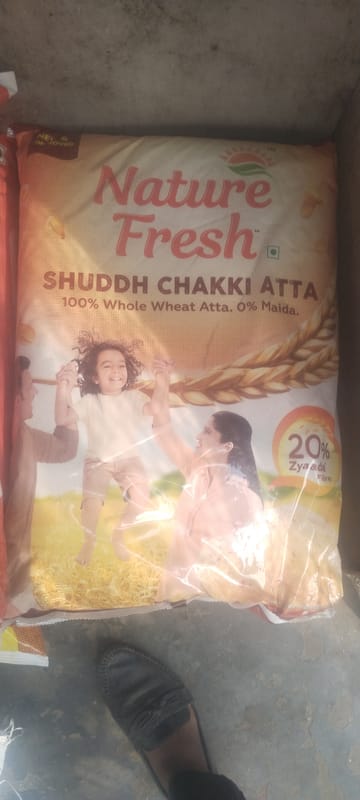 Nature
Fresh
SHUDDH CHAKKI ATTA
100% Whole Wheat Atta. 0% Maida.
20%
Zyaada